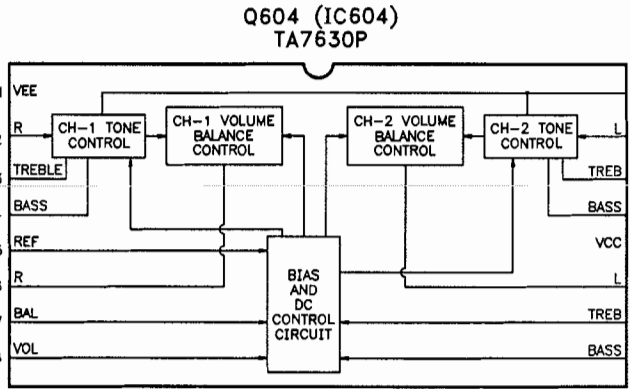 Q604 (IC604)
TA7630P
VEE
R
CH-1 TONE
CONTROL
CH-1 VOLUME
BALANCE
CONTROL
CH-2 VOLUME
BALANCE
CONTROL
CH-2 TONE
CONTROL
L
TREBLE
TREB
BASS
BASS
REF
VCC
BIAS
AND
DC
CONTROL
CIRCUIT
R
L
BAL
TREB
VOL
BASS